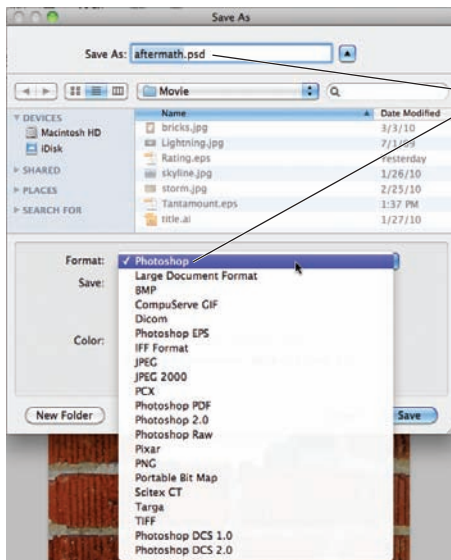 Save As
Save As: aftermath.psd
Movie
DEVICES
Macintosh HD
iDisk
SHARED
PLACES
SEARCH FOR
Name Date Modified
bricks.jpg 3/3/10
Lightning.jpg 7/1/09
Rating.eps Yesterday
skyline.jpg 1/26/10
storm.jpg 2/25/10
Tantamount.eps 1:37 PM
title.ai 1/27/10
Format: ✓ Photoshop
Large Document Format
Save:
BMP
CompuServe GIF
Dicom
Photoshop EPS
Color:
IFF Format
JPEG
JPEG 2000
PCX
Photoshop PDF
New Folder
Photoshop 2.0
Save
Photoshop Raw
Pixar
PNG
Portable Bit Map
Scitex CT
Targa
TIFF
Photoshop DCS 1.0
Photoshop DCS 2.0